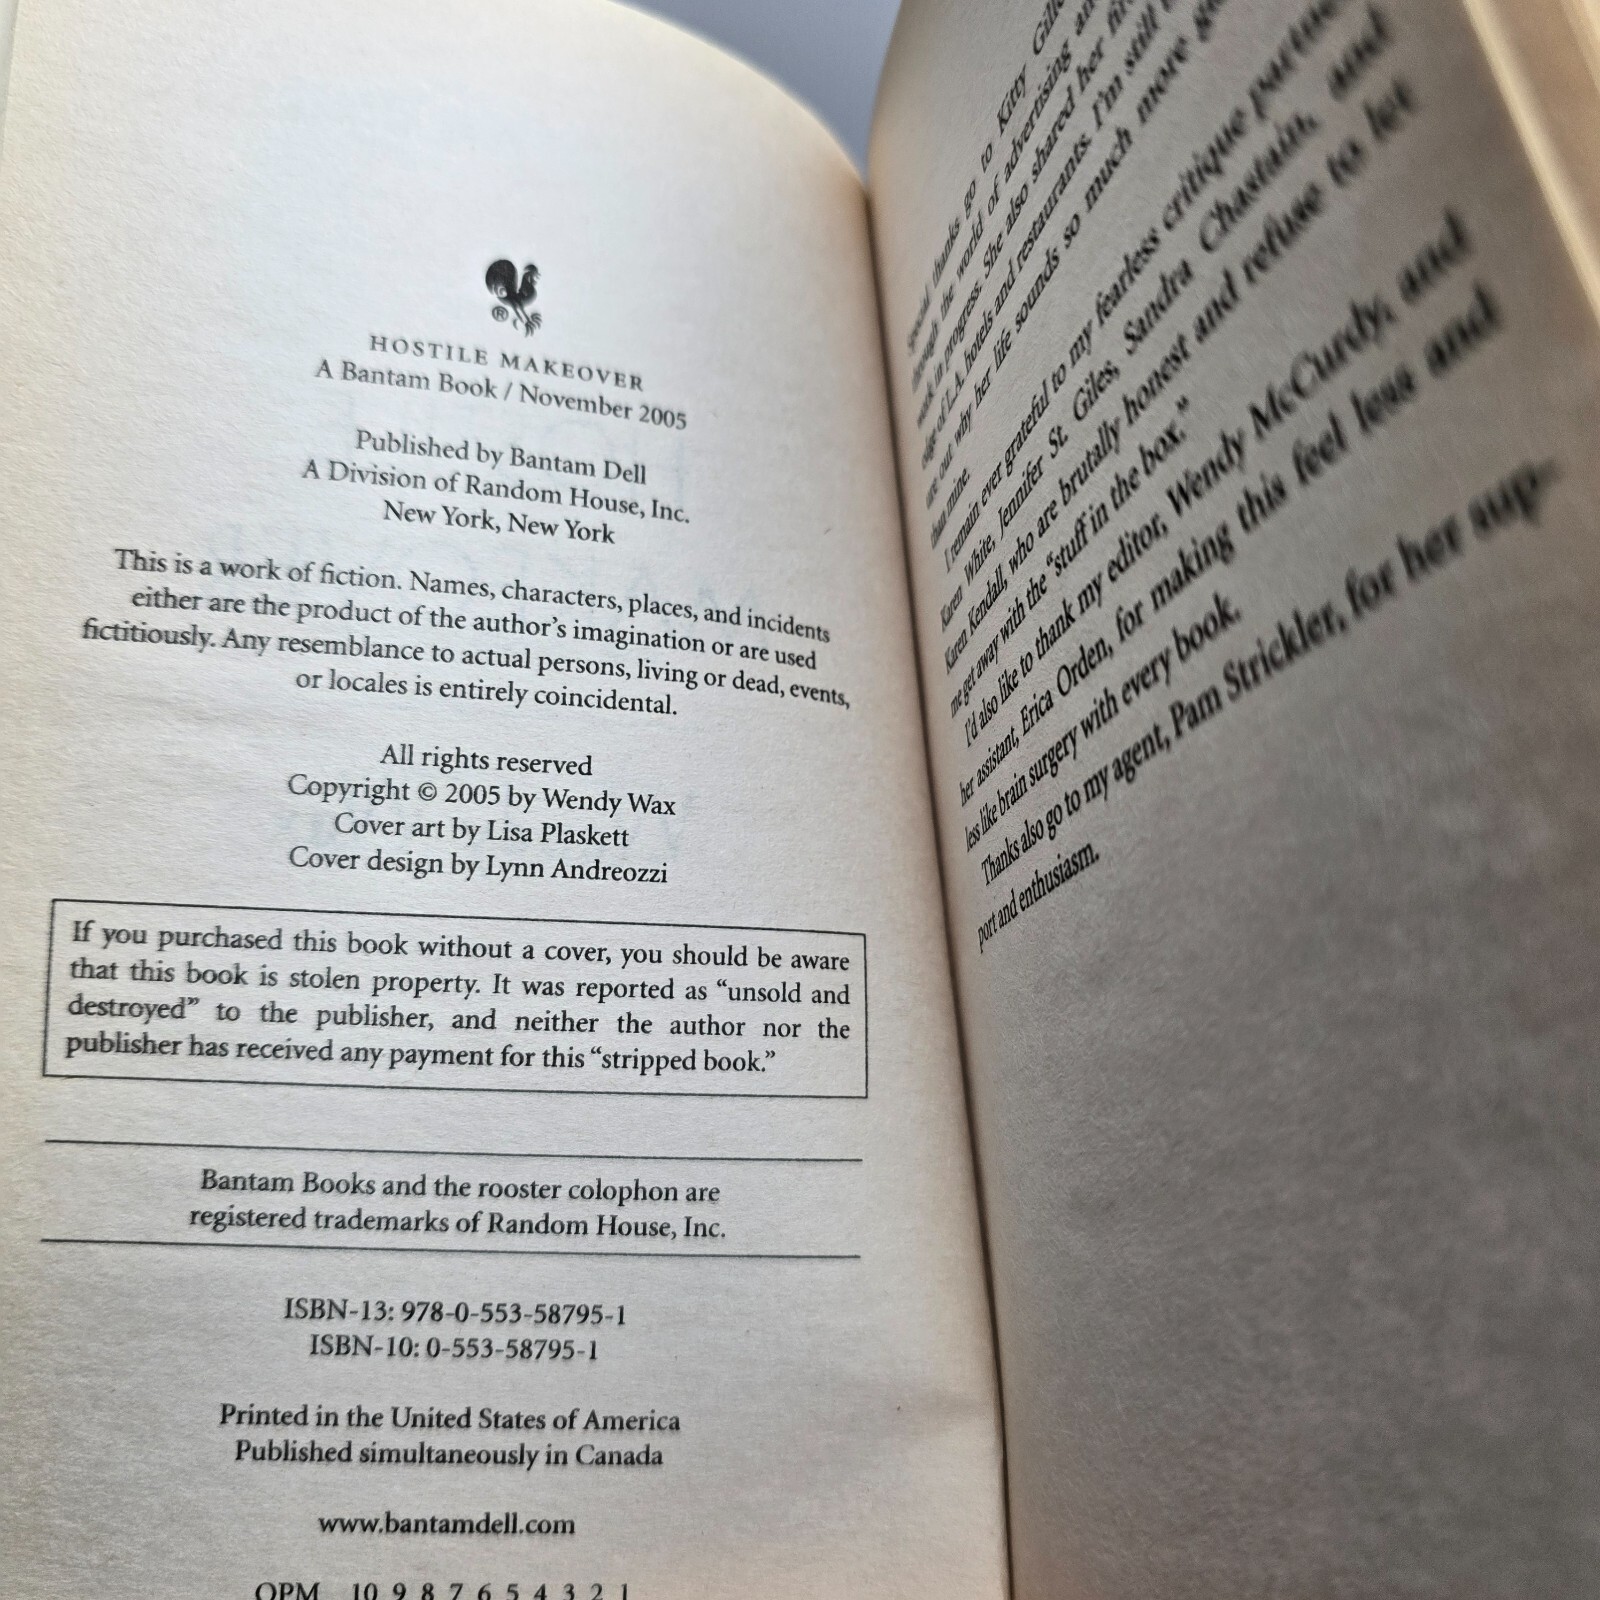 ®
HOSTILE MAKEOVER
A Bantam Book / November 2005
Published by Bantam Dell
A Division of Random House, Inc.
New York, New York
This is a work of fiction. Names, characters, places, and incidents
either are the product of the author's imagination or are used
fictitiously. Any resemblance to actual persons, living or dead, events,
or locales is entirely coincidental.
All rights reserved
Copyright © 2005 by Wendy Wax
Cover art by Lisa Plaskett
Cover design by Lynn Andreozzi
If you purchased this book without a cover, you should be aware
that this book is stolen property. It was reported as “unsold and
destroyed” to the publisher, and neither the author nor the
publisher has received any payment for this “stripped book.”
Bantam Books and the rooster colophon are
registered trademarks of Random House, Inc.
ISBN-13: 978-0-553-58795-1
ISBN-10: 0-553-58795-1
Printed in the United States of America
Published simultaneously in Canada
www.bantamdell.com
OPM 10 9 8 7 6 5 4 3 2 1
Special thanks go to Kitty
through the world of advertising
work in progress. She also shared her
of L.A. hotels and restaurants. I'm still
out why her life sounds so much more
than mine.
I remain ever grateful to my fearless critique
Karen White, Jennifer St. Giles, Sandra Chastain, and
Karen Kendall, who are brutally honest and refuse to let
me get away with the “stuff in the box.”
I'd also like to thank my editor, Wendy McCurdy, and
her assistant, Erica Orden, for making this feel less and
less like brain surgery with every book.
Thanks also go to my agent, Pam Strickler, for her sup-
port and enthusiasm.